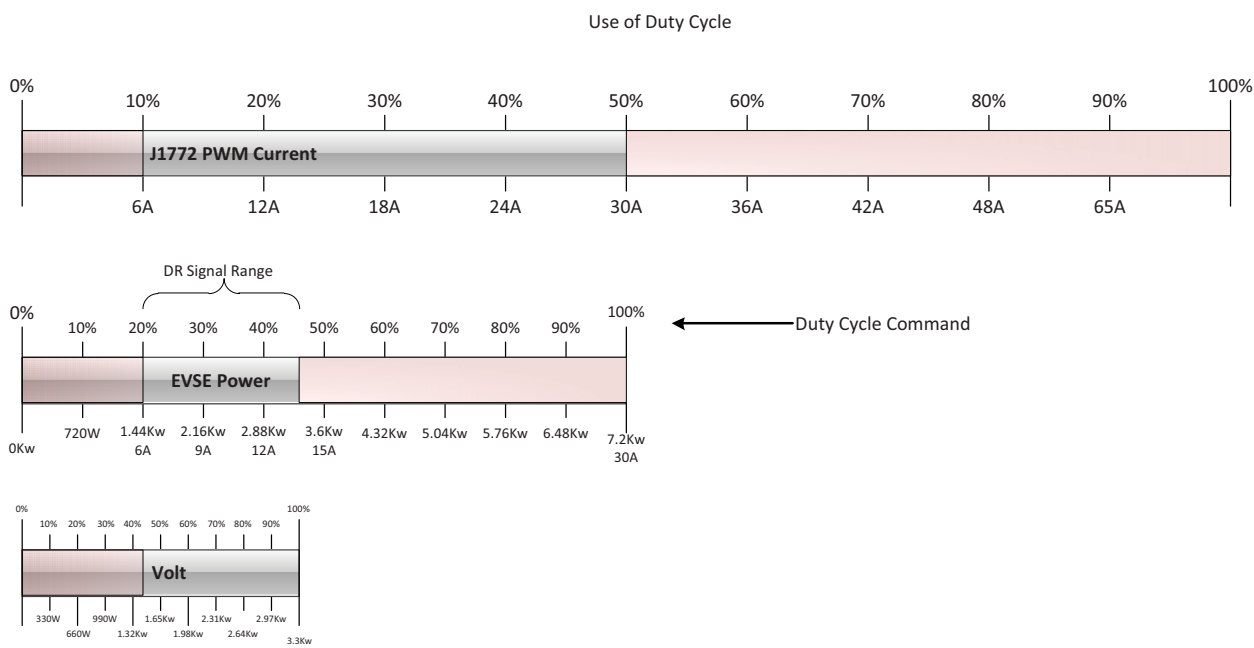 Use of Duty Cycle
0% 10% 20% 30% 40% 50% 60% 70% 80% 90% 100%
J1772 PWM Current
6A 12A 18A 24A 30A 36A 42A 48A 65A
DR Signal Range
0% 10% 20% 30% 40% 50% 60% 70% 80% 90% 100%
Duty Cycle Command
EVSE Power
0Kw 720W 1.44Kw 2.16Kw 2.88Kw 3.6Kw 4.32Kw 5.04Kw 5.76Kw 6.48Kw 7.2Kw
6A 9A 12A 15A 30A
0% 10% 20% 30% 40% 50% 60% 70% 80% 90% 100%
Volt
330W 990W 1.65Kw 2.31Kw 2.97Kw
660W 1.32Kw 1.98Kw 2.64Kw 3.3Kw